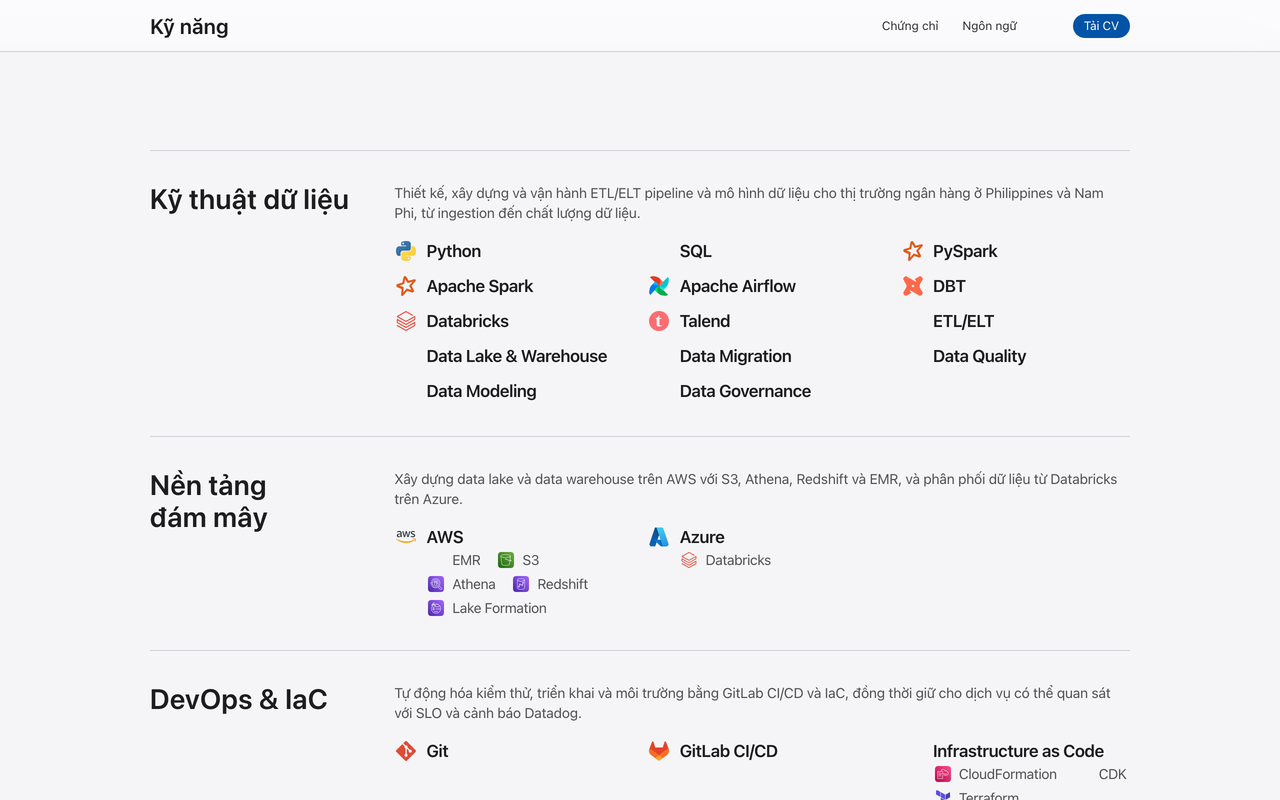 Kỹ năng
Chứng chỉ
Ngôn ngữ
Tải CV
Kỹ thuật dữ liệu
Thiết kế, xây dựng và vận hành ETL/ELT pipeline và mô hình dữ liệu cho thị trường ngân hàng ở Philippines và Nam
Phi, từ ingestion đến chất lượng dữ liệu.
Python
SQL
PySpark
Apache Spark
Apache Airflow
DBT
Databricks
t
Talend
ETL/ELT
Data Lake & Warehouse
Data Migration
Data Quality
Data Modeling
Data Governance
Nền tảng
đám mây
Xây dựng data lake và data warehouse trên AWS với S3, Athena, Redshift và EMR, và phân phối dữ liệu từ Databricks
trên Azure.
aws
AWS
Azure
EMR
S3
Databricks
Athena
Redshift
Lake Formation
DevOps & IaC
Tự động hóa kiểm thử, triển khai và môi trường bằng GitLab CI/CD và IaC, đồng thời giữ cho dịch vụ có thể quan sát
với SLO và cảnh báo Datadog.
Git
GitLab CI/CD
Infrastructure as Code
CloudFormation
CDK
Terraform